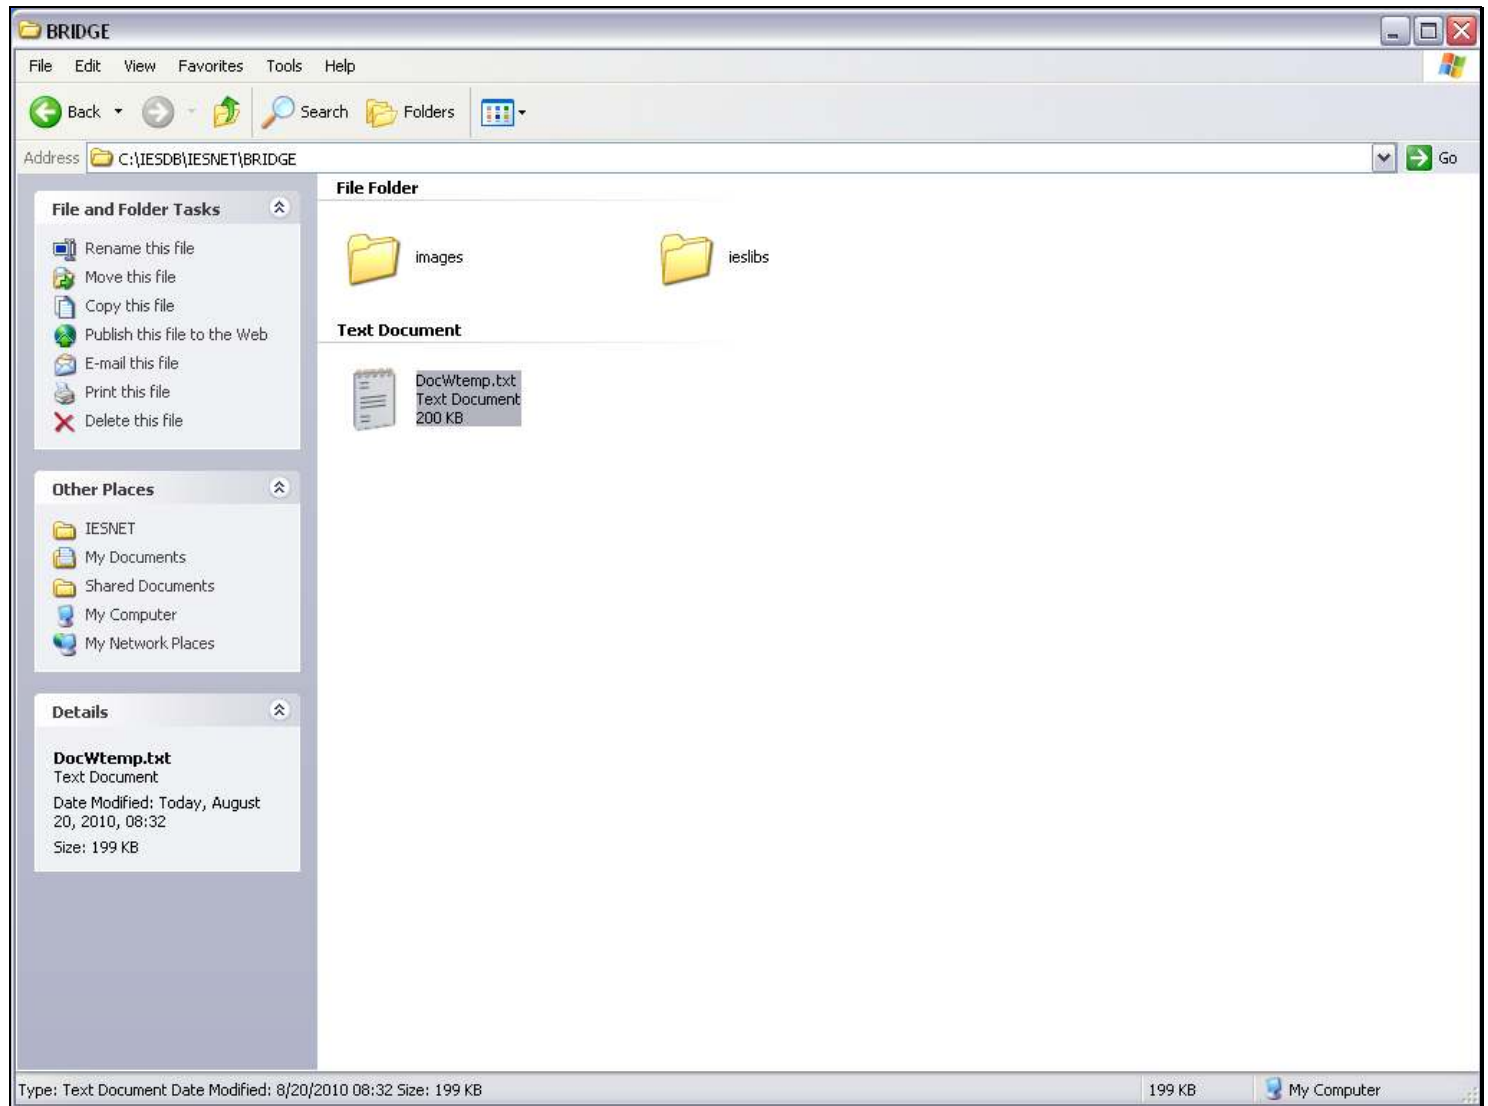 BRIDGE
File Edit View Favorites Tools Help
Back Search Folders
Address C:\IESDB\IESNET\BRIDGE Go
File and Folder Tasks
Rename this file
Move this file
Copy this file
Publish this file to the Web
E-mail this file
Print this file
Delete this file
Other Places
IESNET
My Documents
Shared Documents
My Computer
My Network Places
Details
DocWtemp.txt
Text Document
Date Modified: Today, August
20, 2010, 08:32
Size: 199 KB
File Folder
images ieslibs
Text Document
DocWtemp.txt
Text Document
200 KB
Type: Text Document Date Modified: 8/20/2010 08:32 Size: 199 KB 199 KB My Computer